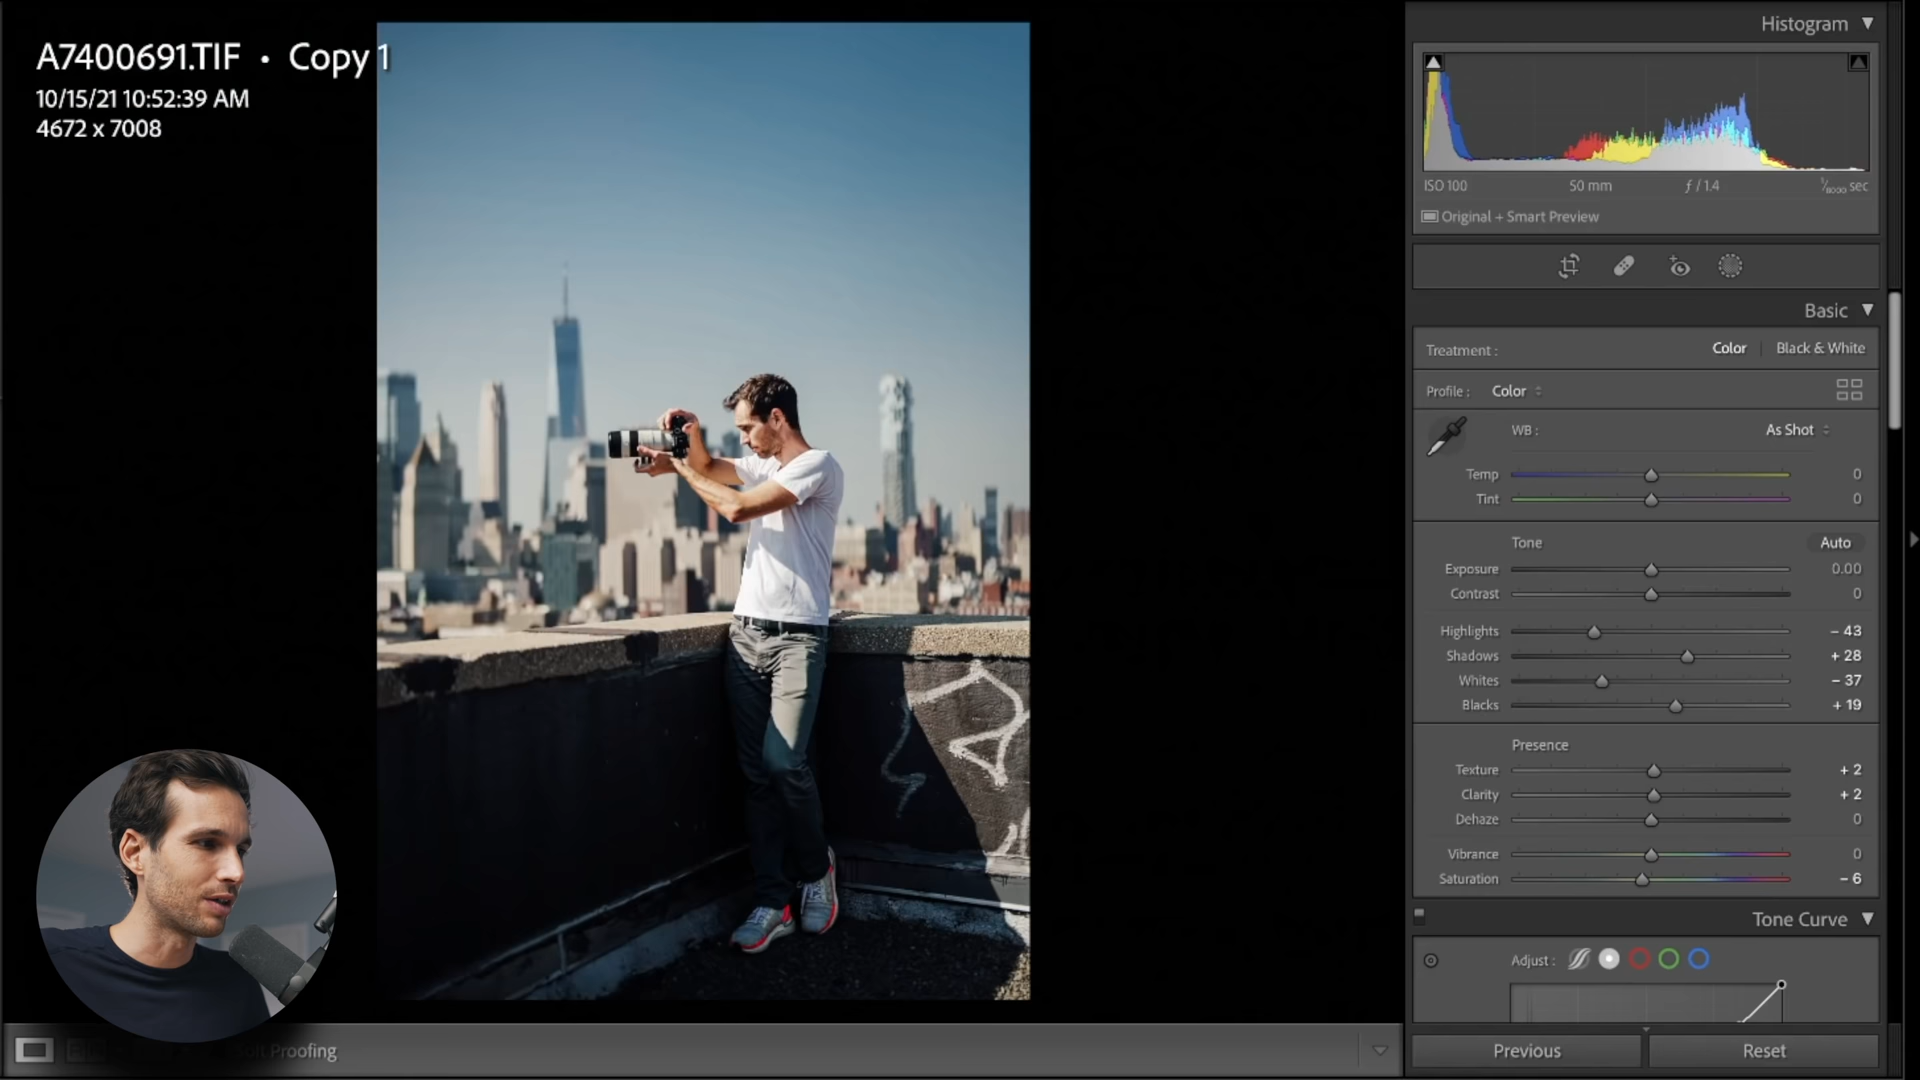 A7400691.TIF • Copy 1
10/15/21 10:52:39 AM
4672 x 7008
Histogram
ISO 100 50 mm ƒ / 1.4 1/8000 sec
Original + Smart Preview
Basic
Treatment : Color Black & White
Profile : Color
WB : As Shot
Temp 0
Tint 0
Tone Auto
Exposure 0.00
Contrast 0
Highlights – 43
Shadows + 28
Whites – 37
Blacks + 19
Presence
Texture + 2
Clarity + 2
Dehaze 0
Vibrance 0
Saturation – 6
Tone Curve
Adjust :
Proofing
Previous Reset